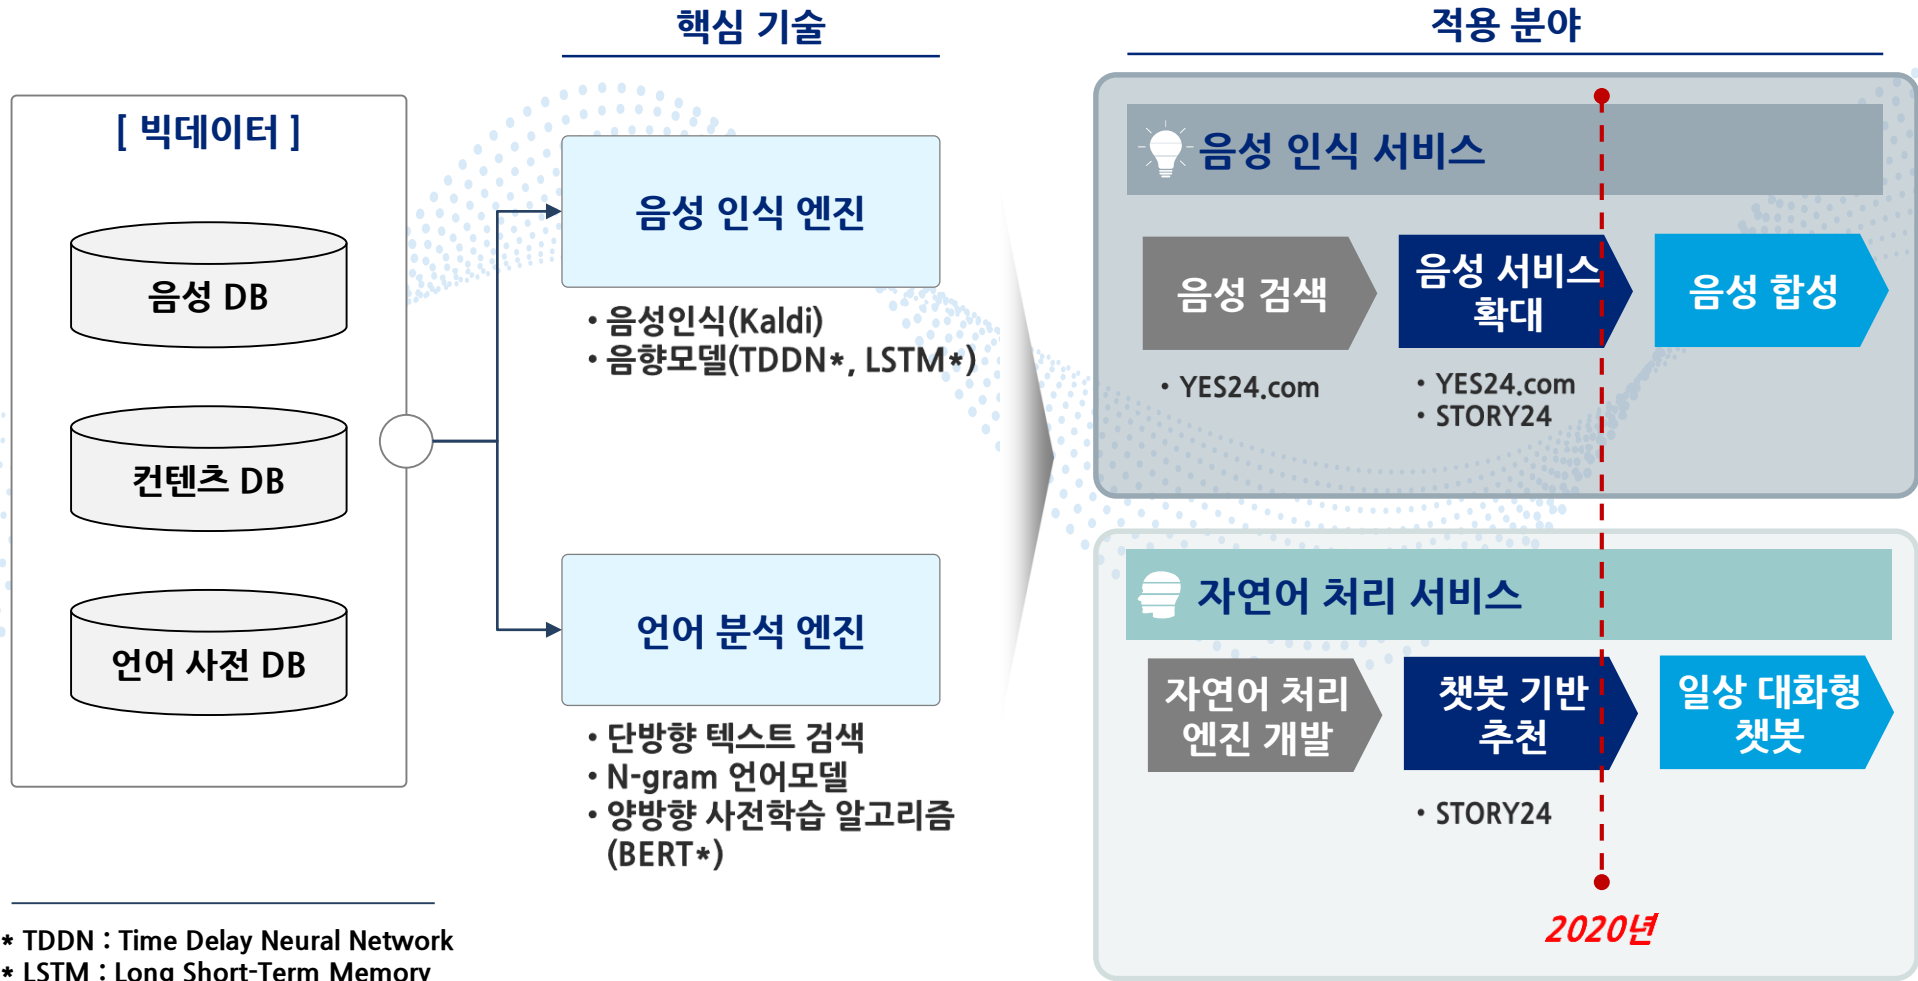 핵심 기술
적용 분야
[ 빅데이터 ]
음성 DB
컨텐츠 DB
언어 사전 DB
음성 인식 엔진
• 음성인식(Kaldi)
• 음향모델(TDDN*, LSTM*)
언어 분석 엔진
• 단방향 텍스트 검색
• N-gram 언어모델
• 양방향 사전학습 알고리즘
(BERT*)
음성 인식 서비스
음성 검색
• YES24.com
음성 서비스
확대
• YES24.com
• STORY24
음성 합성
자연어 처리 서비스
자연어 처리
엔진 개발
챗봇 기반
추천
• STORY24
일상 대화형
챗봇
2020년
* TDDN : Time Delay Neural Network
* LSTM : Long Short-Term Memory